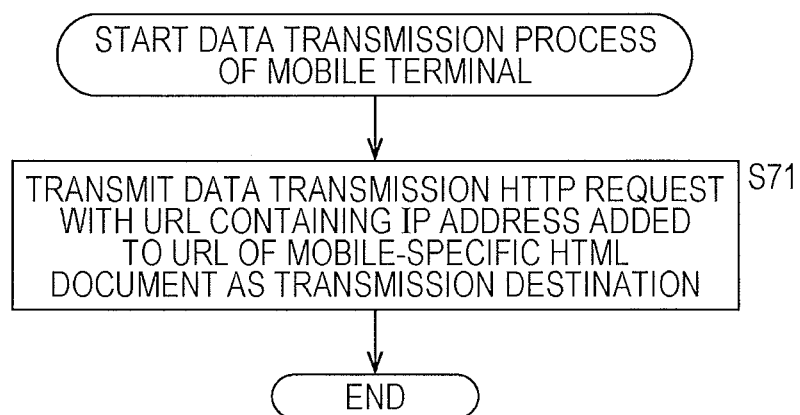 START DATA TRANSMISSION PROCESS
OF MOBILE TERMINAL
S71
TRANSMIT DATA TRANSMISSION HTTP REQUEST
WITH URL CONTAINING IP ADDRESS ADDED
TO URL OF MOBILE-SPECIFIC HTML
DOCUMENT AS TRANSMISSION DESTINATION
END